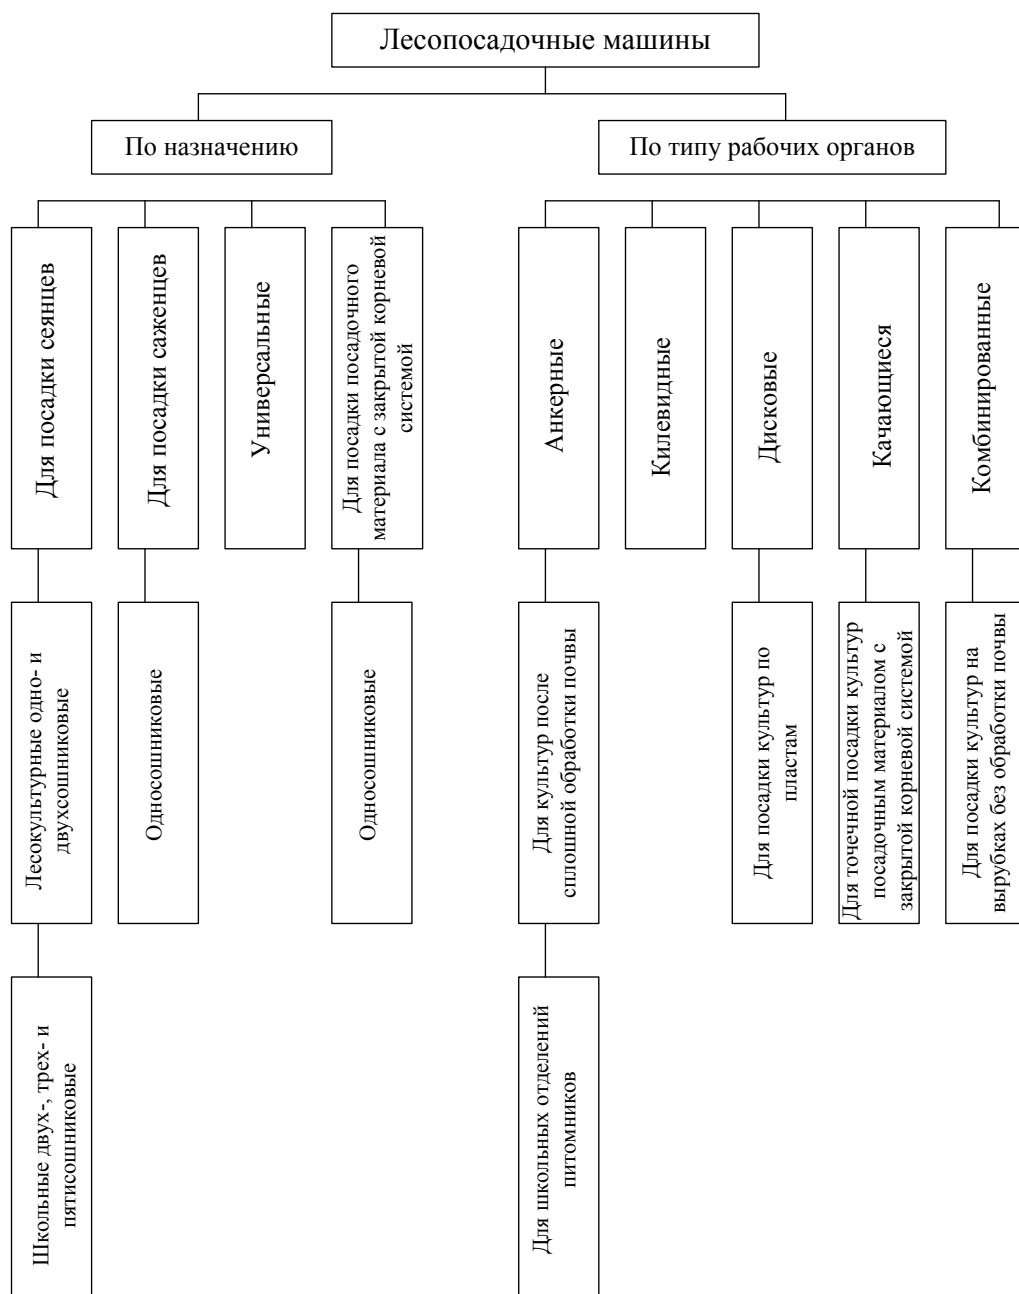 Лесопосадочные машины
По назначению
По типу рабочих органов
Для посадки сеянцев
Для посадки саженцев
Универсальные
Для посадки посадочного
материала с закрытой корневой
системой
Анкерные
Килевидные
Дисковые
Качающиеся
Комбинированные
Лесокультурные одно- и
двухсошниковые
Односошниковые
Односошниковые
Для культур после
сплошной обработки почвы
Для посадки культур по
пластам
Для точечной посадки культур
посадочным материалом с
закрытой корневой системой
Для посадки культур на
вырубках без обработки почвы
Школьные двух-, трех- и
пятисошниковые
Для школьных отделений
питомников